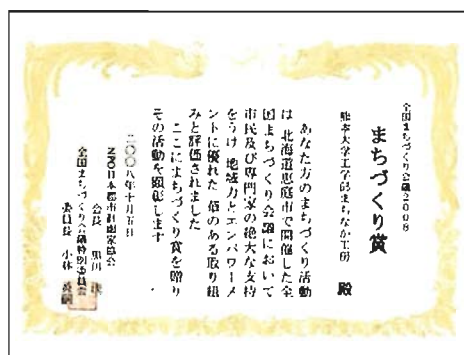 全国まちづくり会議2008
まちづくり賞
熊本大学工学部まちなか工房 殿
あなた方のまちづくり活動
は 北海道恵庭市で開催した全
国まちづくり会議において
市民及び専門家の絶大な支持
をうけ 地域力とエンパワーメ
ントに優れた 華のある取り組
みと評価されました
ここにまちづくり賞を贈り
その活動を顕彰します
二〇〇八年十月五日
NPO日本都市計画家協会
会長 黒川
全国まちづくり会議特別委員会
委員長 小林 英嗣